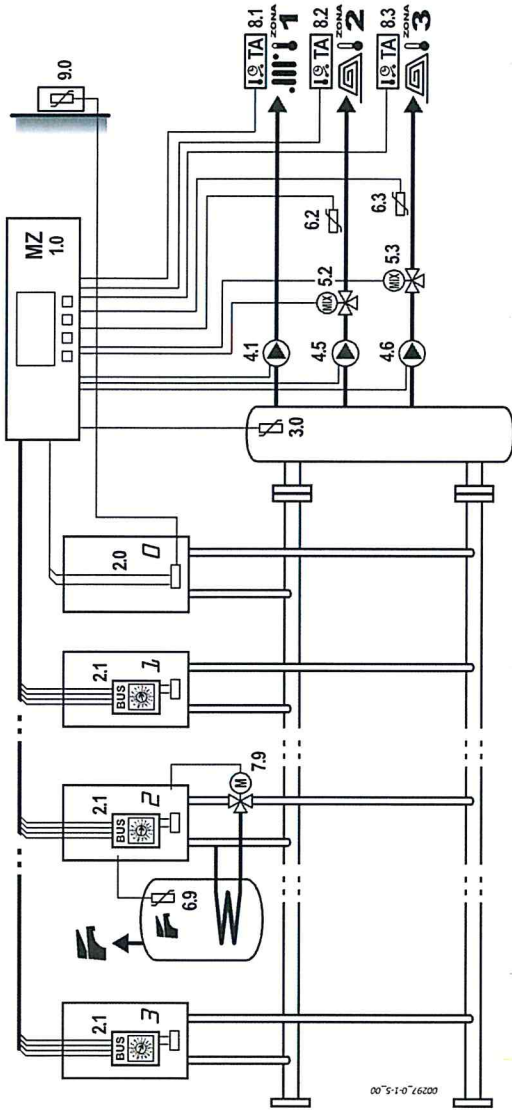 9.0
MZ
1.0
TA 8.1
ZONA
1
TA 8.2
ZONA
2
TA 8.3
ZONA
3
6.2
6.3
MIX 5.2
MIX 5.3
4.1
4.5
4.6
3.0
2.0
0
2.1
BUS
1
2.1
BUS
2
M
7.9
6.9
2.1
BUS
3
00297_0-1-5_00